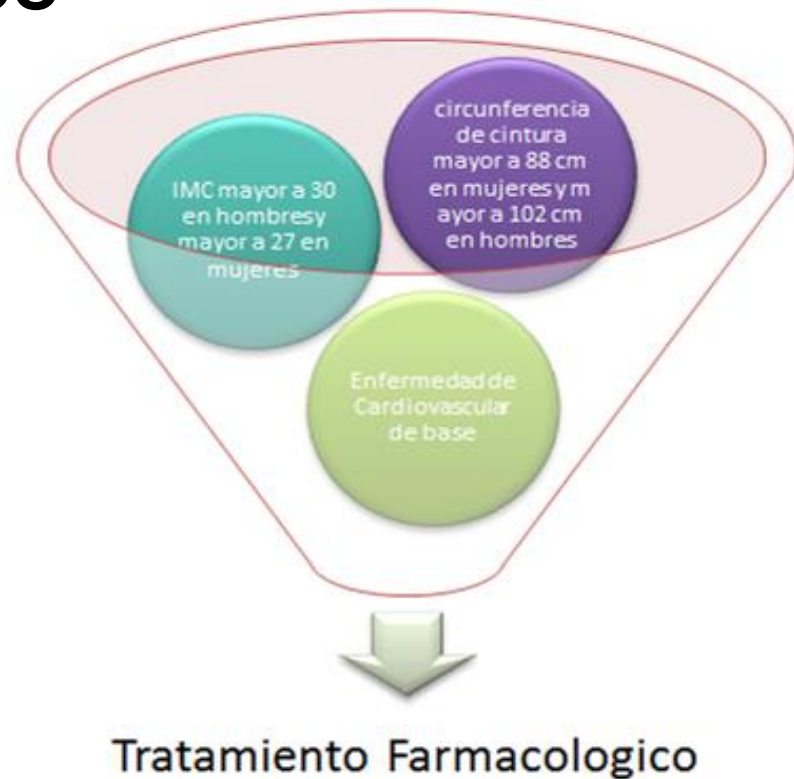 IMC mayor a 30
en hombresy
mayor a 27 en
mujeres
circunferencia
de cintura
mayor a 88 cm
en mujeres y m
ayor a 102 cm
en hombres
Enfermedad de
Cardiovascular
de base
Tratamiento Farmacologico